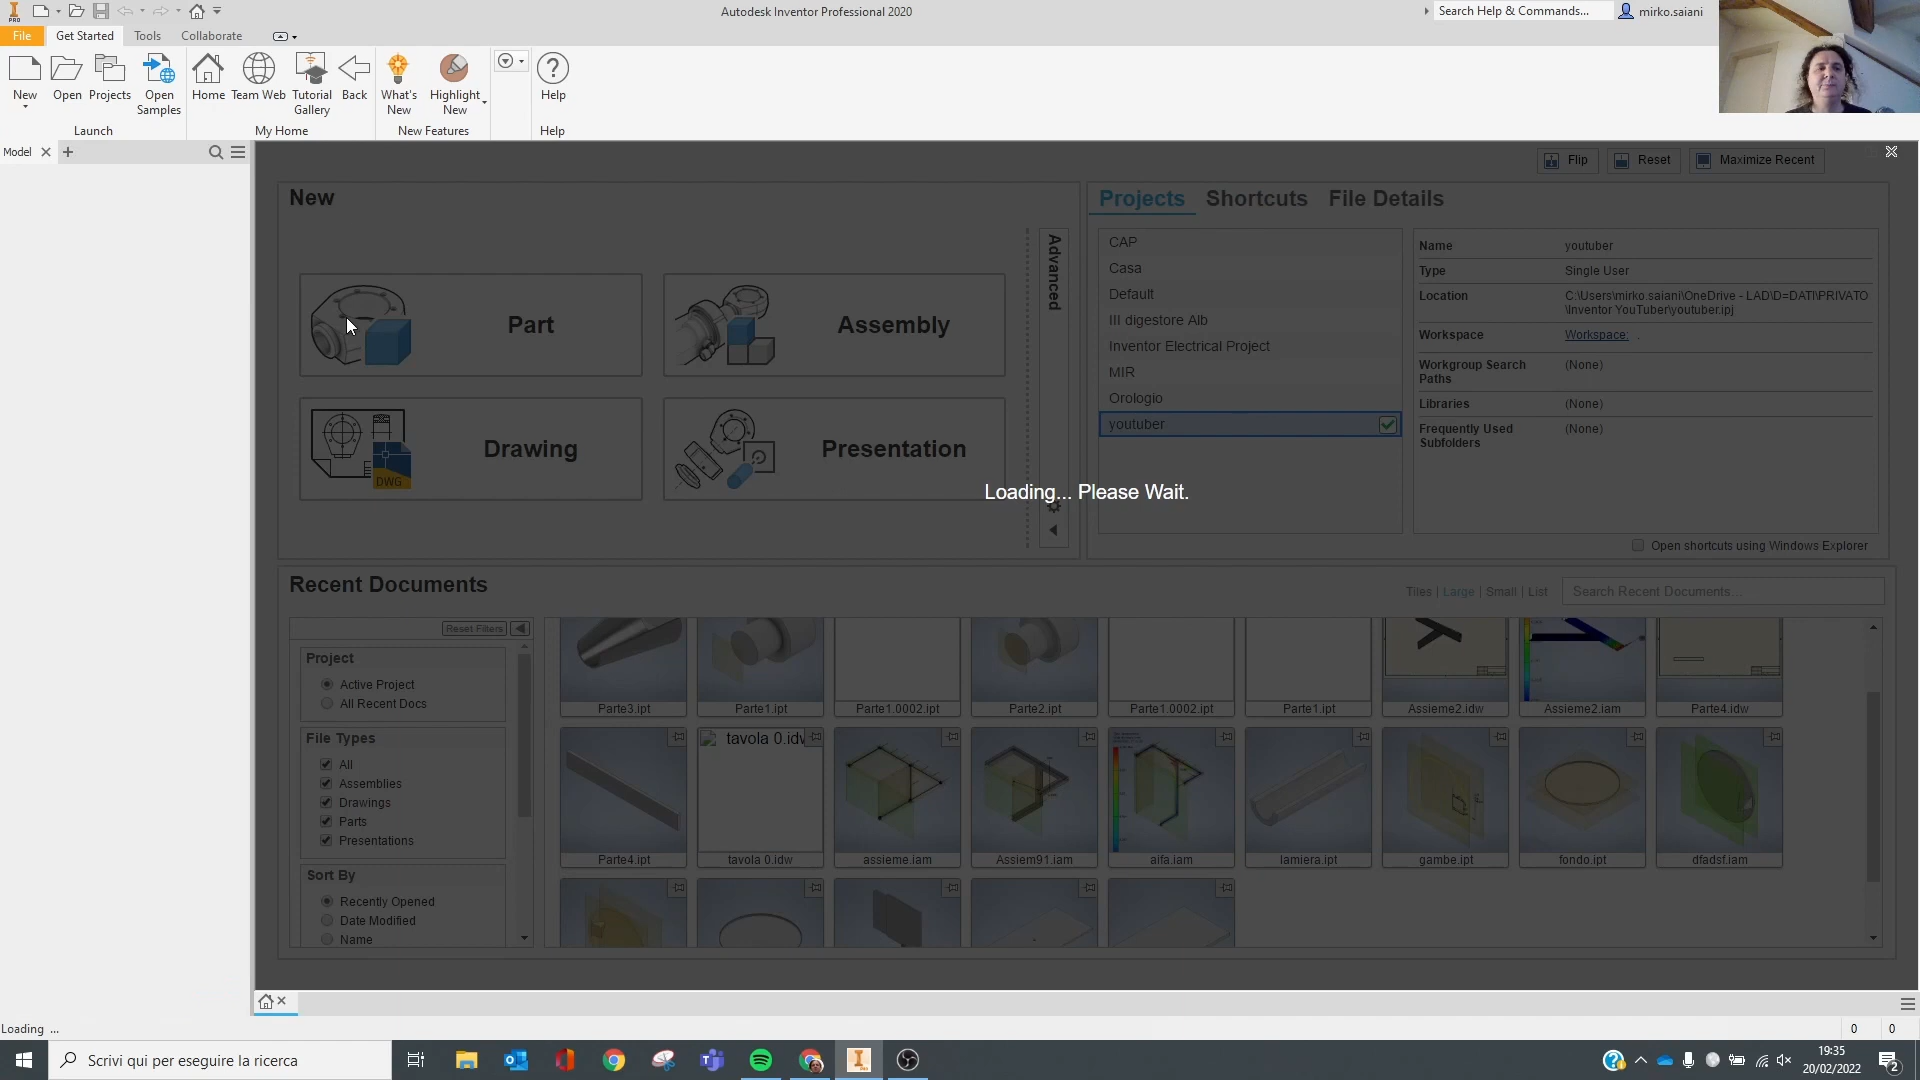 Autodesk Inventor Professional 2020
Search Help & Commands...
mirko.saiani
File
Get Started
Tools
Collaborate
New
Open
Projects
Open Samples
Home
Team Web
Tutorial Gallery
Back
What's New
Highlight New
Help
Launch
My Home
New Features
Help
Model
Flip
Reset
Maximize Recent
New
Advanced
Part
Assembly
Drawing
DWG
Presentation
Projects
Shortcuts
File Details
CAP
Casa
Default
III digestore Alb
Inventor Electrical Project
MIR
Orologio
youtuber
Name
youtuber
Type
Single User
Location
C:\Users\mirko.saiani\OneDrive - LAD\D=DATI\PRIVATO
\Inventor YouTuber\youtuber.ipj
Workspace
Workspace: .
Workgroup Search
Paths
(None)
Libraries
(None)
Frequently Used
Subfolders
(None)
Loading... Please Wait.
Open shortcuts using Windows Explorer
Recent Documents
Tiles | Large | Small | List
Search Recent Documents...
Reset Filters
Project
Active Project
All Recent Docs
File Types
All
Assemblies
Drawings
Parts
Presentations
Sort By
Recently Opened
Date Modified
Name
Parte3.ipt
Parte1.ipt
Parte1.0002.ipt
Parte2.ipt
Parte1.0002.ipt
Parte1.ipt
Assieme2.idw
Assieme2.iam
Parte4.idw
tavola 0.idw
Parte4.ipt
tavola 0.idw
assieme.iam
Assiem91.iam
aifa.iam
lamiera.ipt
gambe.ipt
fondo.ipt
dfadsf.iam
Loading ...
0
0
Scrivi qui per eseguire la ricerca
19:35
20/02/2022
2